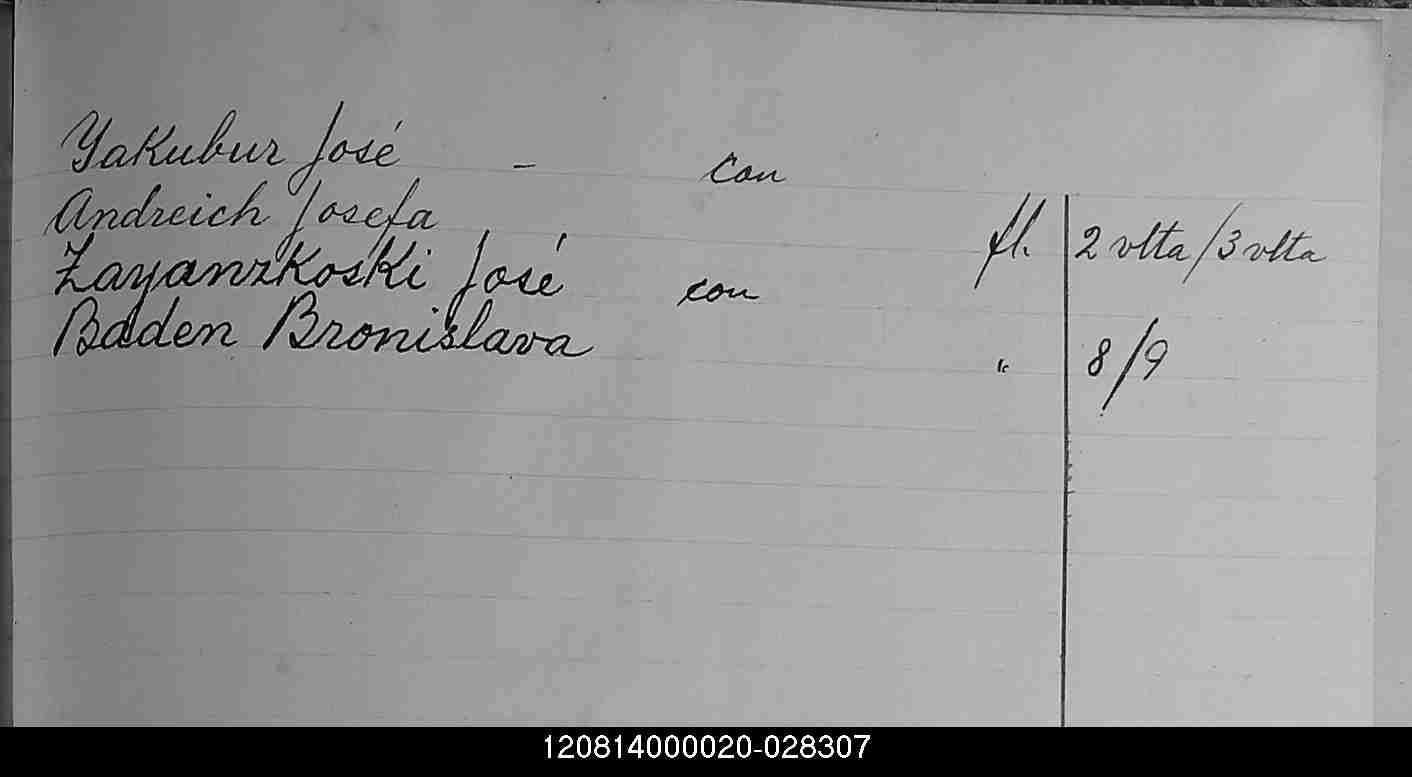 Yakubur José - con
Andreich Josefa fl. 2 vlta/3 vlta
Zayanzkoski José con
Baden Bronislava " 8/9
120814000020-028307